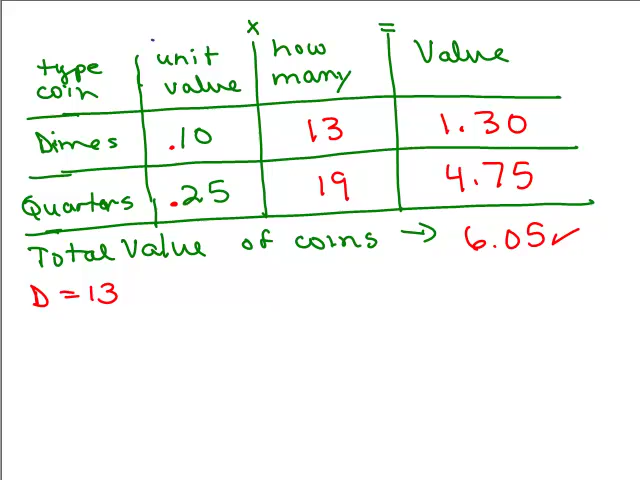 type coin unit value x how many = Value
Dimes .10 13 1.30
Quarters .25 19 4.75
Total Value of coins → 6.05 ✓
D = 13